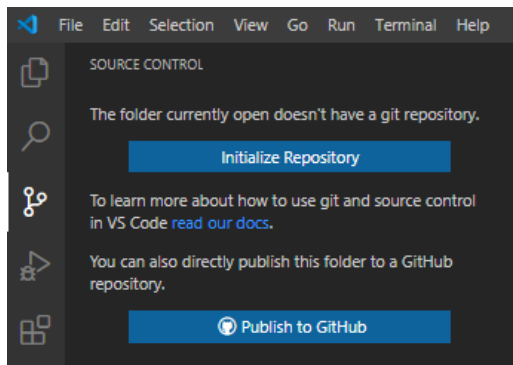 File Edit Selection View Go Run Terminal Help
SOURCE CONTROL
The folder currently open doesn't have a git repository.
Initialize Repository
To learn more about how to use git and source control
in VS Code read our docs.
You can also directly publish this folder to a GitHub
repository.
Publish to GitHub